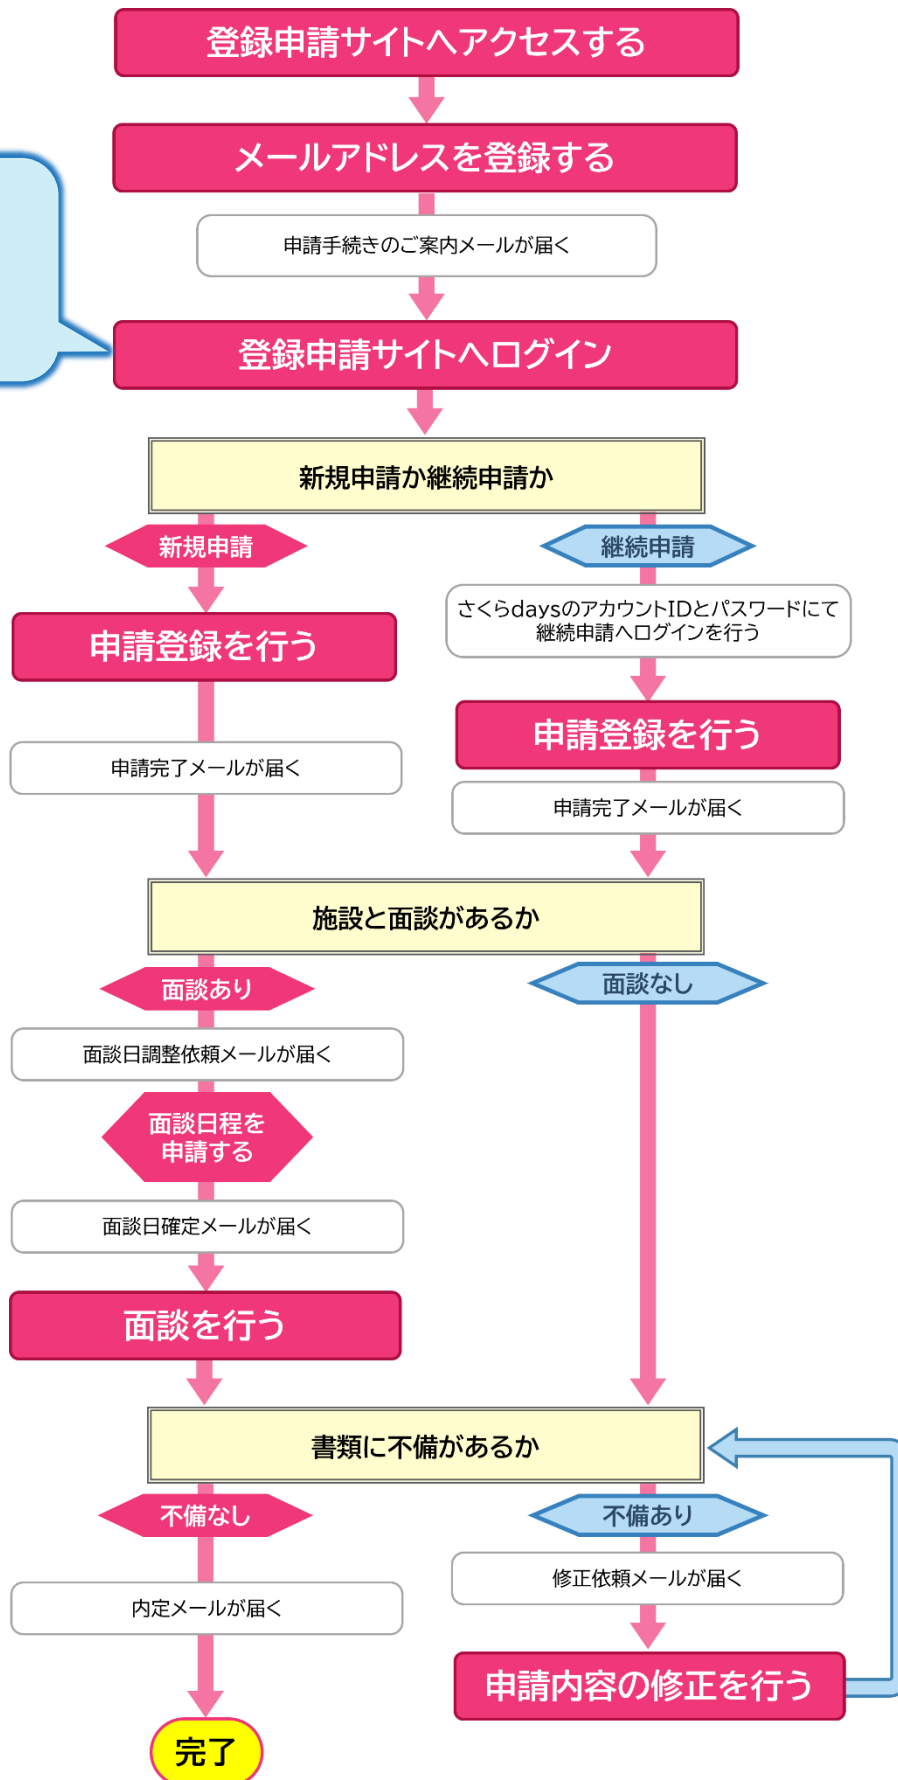 登録申請サイトへアクセスする
メールアドレスを登録する
申請手続きのご案内メールが届く
登録申請サイトへログイン
新規申請か継続申請か
新規申請
継続申請
さくらdaysのアカウントIDとパスワードにて
継続申請へログインを行う
申請登録を行う
申請登録を行う
申請完了メールが届く
申請完了メールが届く
施設と面談があるか
面談あり
面談なし
面談日調整依頼メールが届く
面談日程を
申請する
面談日確定メールが届く
面談を行う
書類に不備があるか
不備なし
不備あり
修正依頼メールが届く
内定メールが届く
申請内容の修正を行う
完了